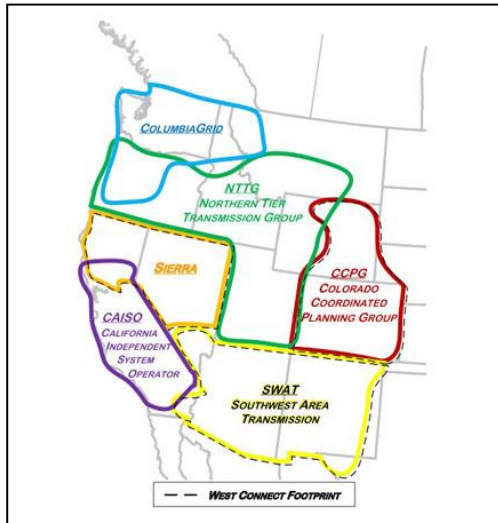 COLUMBIAGRID
NTTG
NORTHERN TIER
TRANSMISSION GROUP
SIERRA
CCPG
COLORADO
COORDINATED
PLANNING GROUP
CAISO
CALIFORNIA
INDEPENDENT
SYSTEM
OPERATOR
SWAT
SOUTHWEST AREA
TRANSMISSION
WEST CONNECT FOOTPRINT